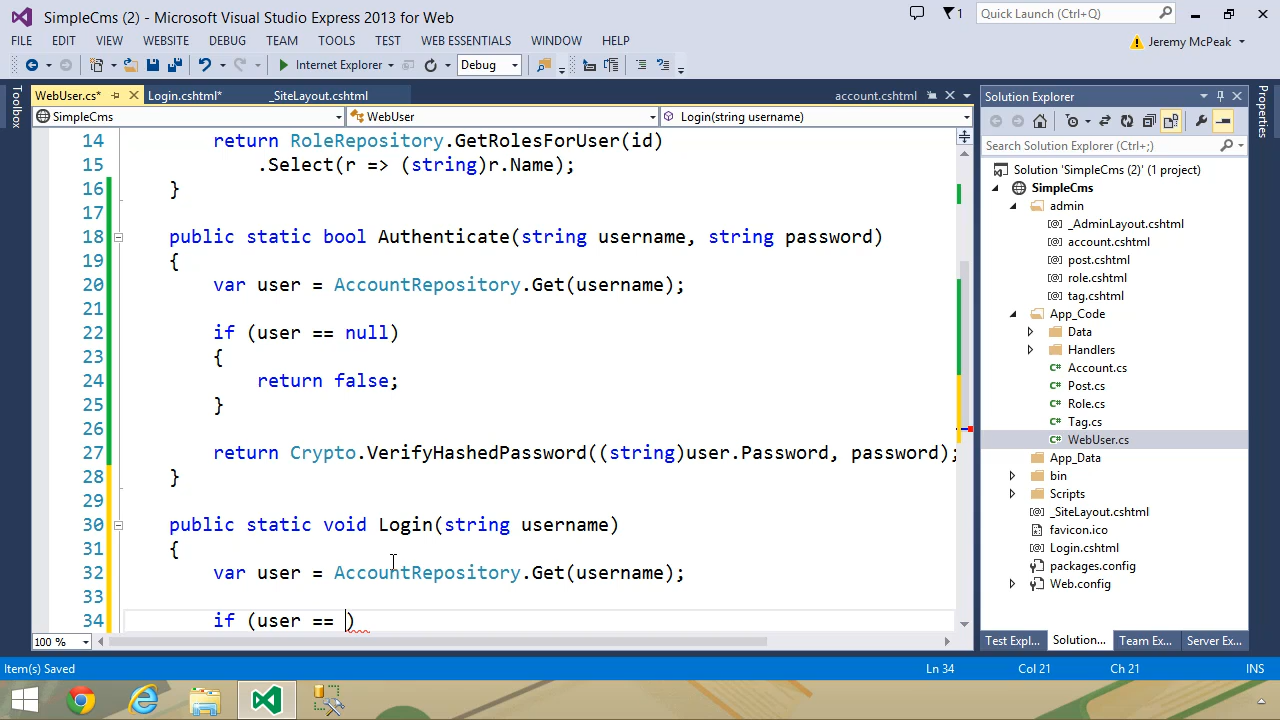 SimpleCms (2) - Microsoft Visual Studio Express 2013 for Web
1
Quick Launch (Ctrl+Q)
FILE EDIT VIEW WEBSITE DEBUG TEAM TOOLS TEST WEB ESSENTIALS WINDOW HELP
Jeremy McPeak
Internet Explorer Debug
Toolbox
WebUser.cs* Login.cshtml* _SiteLayout.cshtml account.cshtml
SimpleCms WebUser Login(string username)
14 return RoleRepository.GetRolesForUser(id)
15 .Select(r => (string)r.Name);
16 }
17
18 public static bool Authenticate(string username, string password)
19 {
20 var user = AccountRepository.Get(username);
21
22 if (user == null)
23 {
24 return false;
25 }
26
27 return Crypto.VerifyHashedPassword((string)user.Password, password);
28 }
29
30 public static void Login(string username)
31 {
32 var user = AccountRepository.Get(username);
33
34 if (user == )
100 %
Solution Explorer
Search Solution Explorer (Ctrl+;)
Solution 'SimpleCms (2)' (1 project)
SimpleCms
admin
_AdminLayout.cshtml
account.cshtml
post.cshtml
role.cshtml
tag.cshtml
App_Code
Data
Handlers
Account.cs
Post.cs
Role.cs
Tag.cs
WebUser.cs
App_Data
bin
Scripts
_SiteLayout.cshtml
favicon.ico
Login.cshtml
packages.config
Web.config
Test Expl... Solution... Team Ex... Server Ex...
Properties
Item(s) Saved Ln 34 Col 21 Ch 21 INS